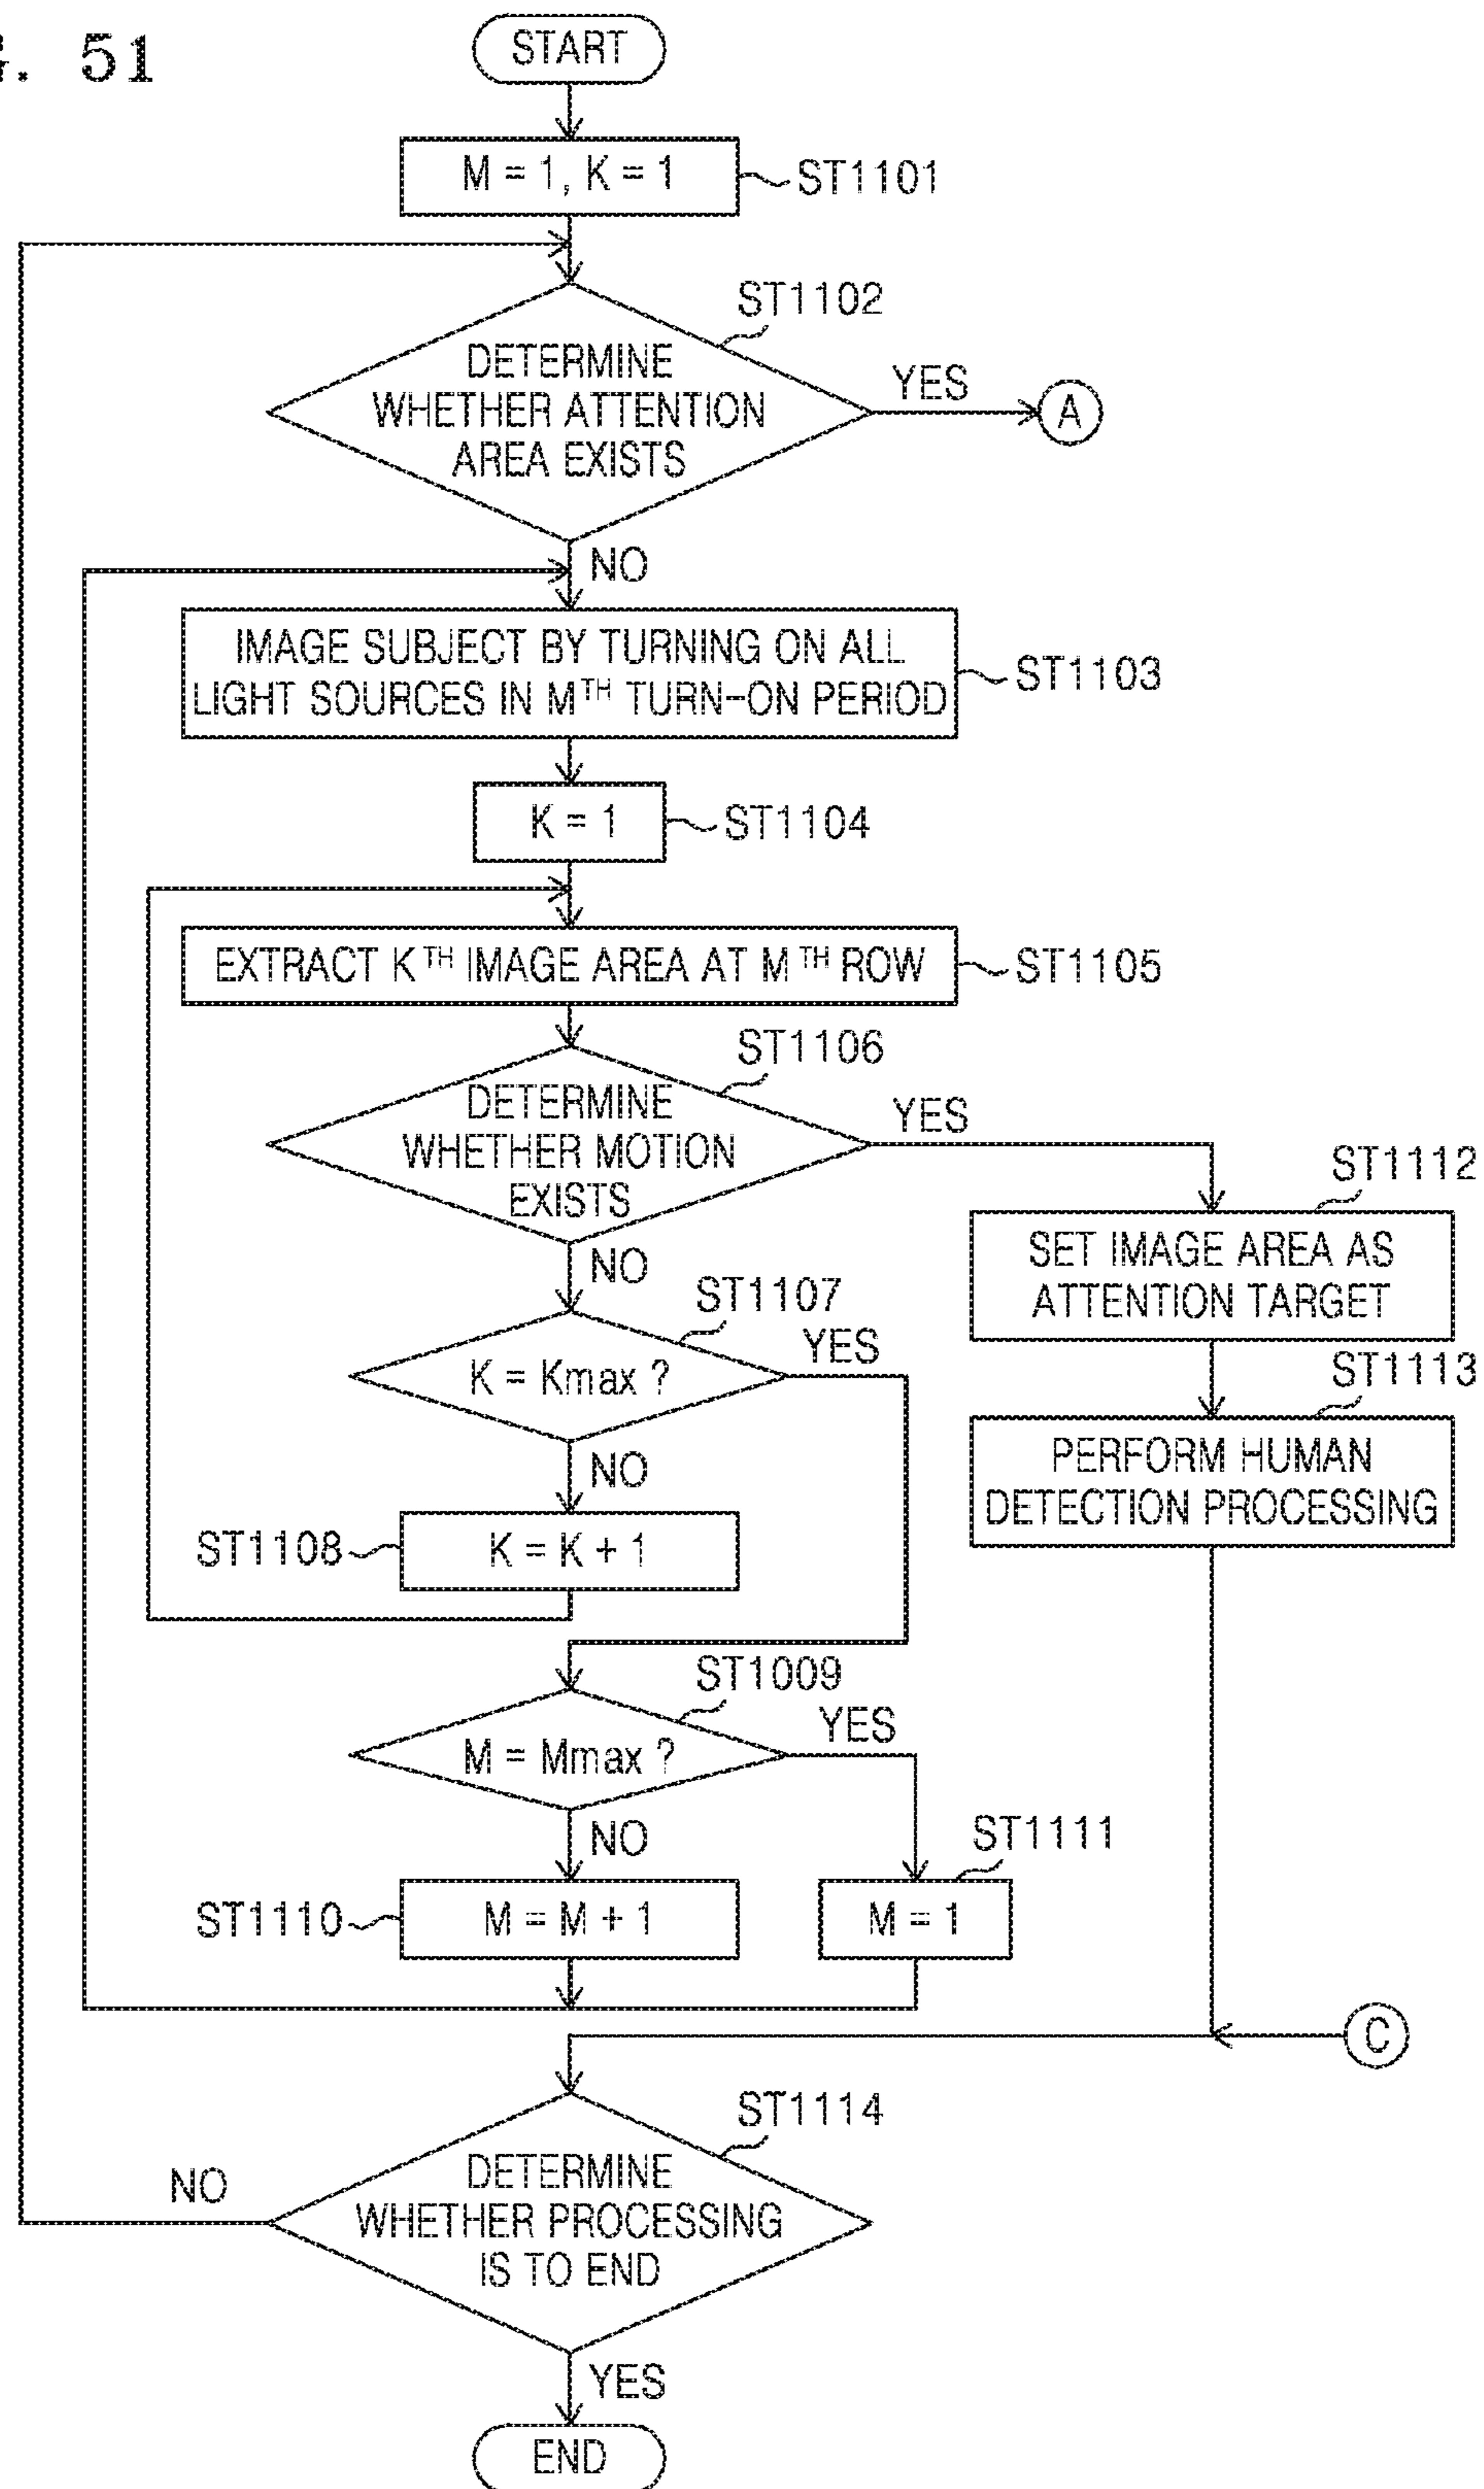 G. 51
START
M = 1, K = 1
ST1101
ST1102
DETERMINE
WHETHER ATTENTION
AREA EXISTS
YES
A
NO
IMAGE SUBJECT BY TURNING ON ALL
LIGHT SOURCES IN MTH TURN-ON PERIOD
ST1103
K = 1
ST1104
EXTRACT KTH IMAGE AREA AT MTH ROW
ST1105
ST1106
DETERMINE
WHETHER MOTION
EXISTS
YES
ST1112
SET IMAGE AREA AS
ATTENTION TARGET
NO
ST1107
K = Kmax ?
YES
ST1113
PERFORM HUMAN
DETECTION PROCESSING
NO
ST1108
K = K + 1
ST1009
M = Mmax ?
YES
NO
ST1111
ST1110
M = M + 1
M = 1
C
ST1114
DETERMINE
WHETHER PROCESSING
IS TO END
NO
YES
END